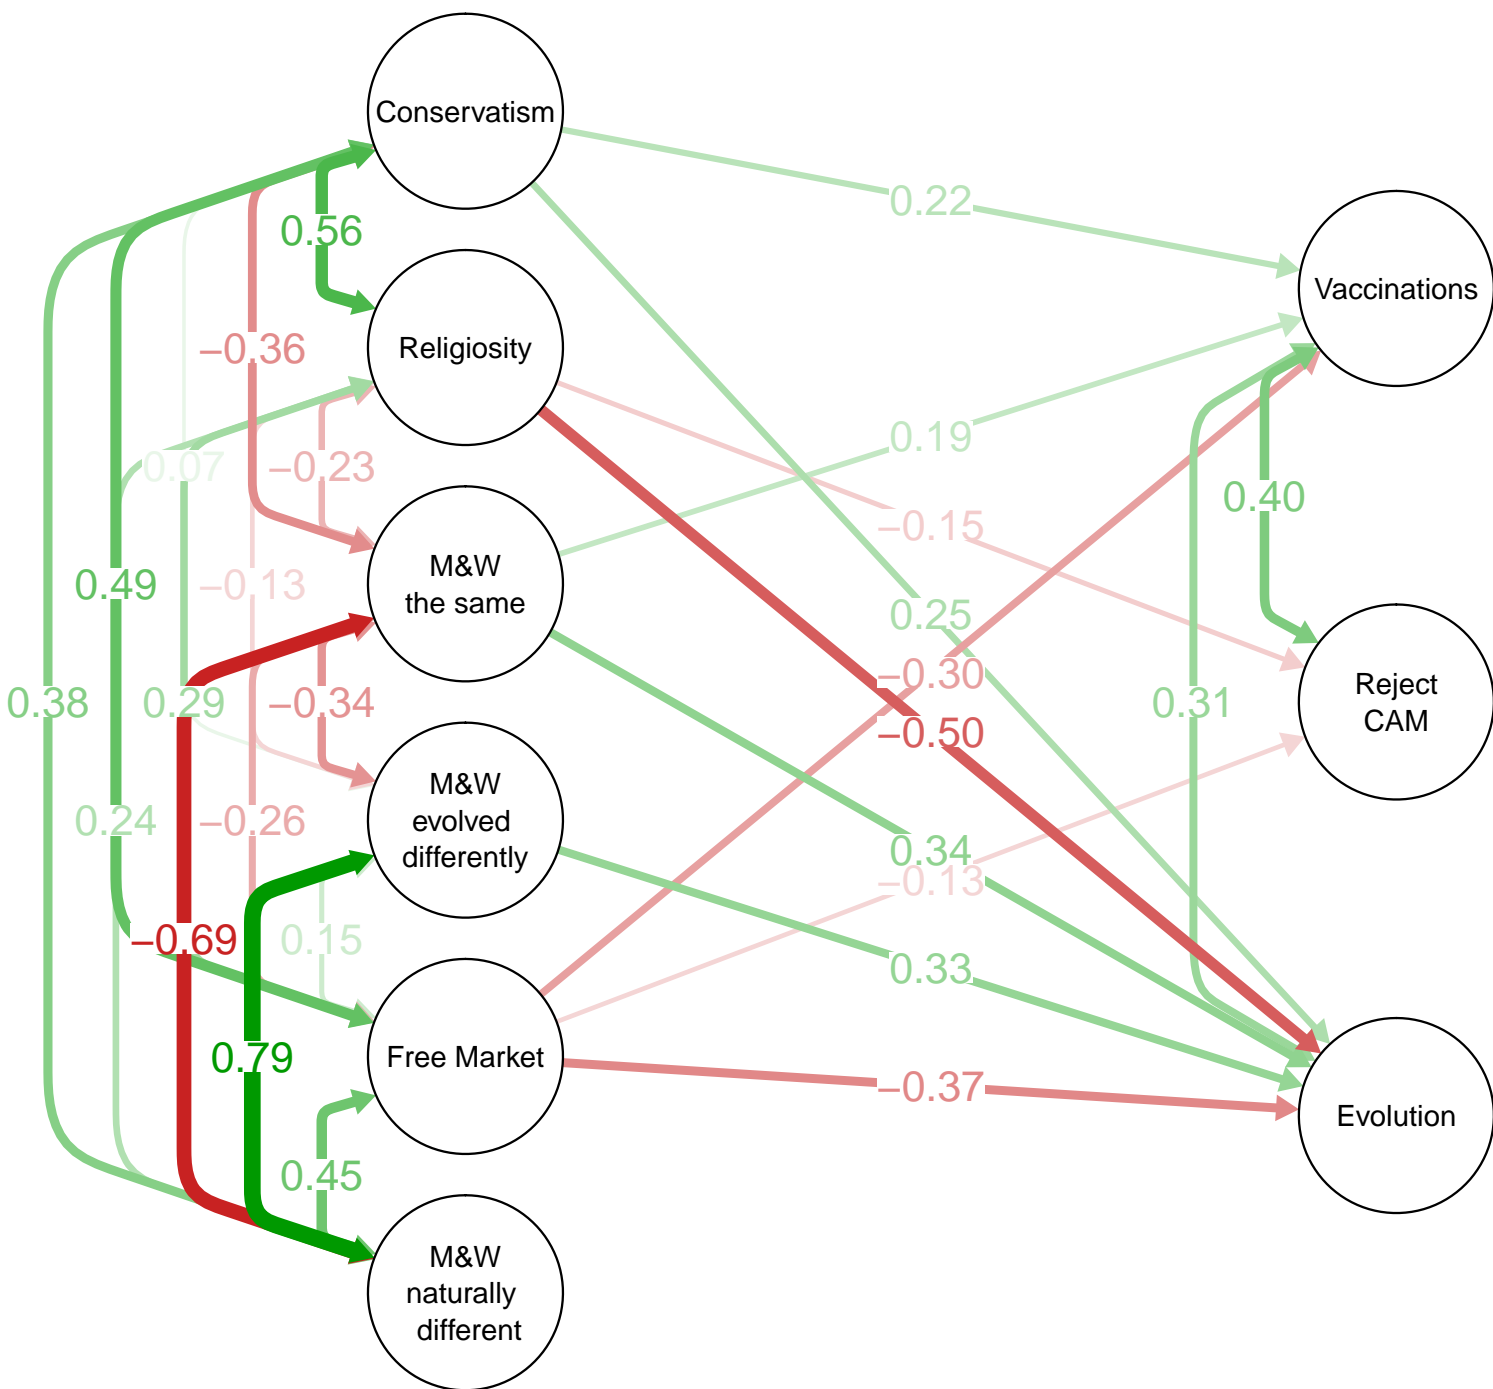 Conservatism
0.22
0.56
Vaccinations
−0.36
Religiosity
0.19
0.07
−0.23
0.40
−0.15
0.49
−0.13
M&W
the same
0.25
−0.30
0.38
0.29
−0.34
0.31
Reject
CAM
−0.50
0.24
−0.26
M&W
evolved
differently
0.34
−0.13
−0.69
0.15
0.33
0.79
Free Market
−0.37
Evolution
0.45
M&W
naturally
different